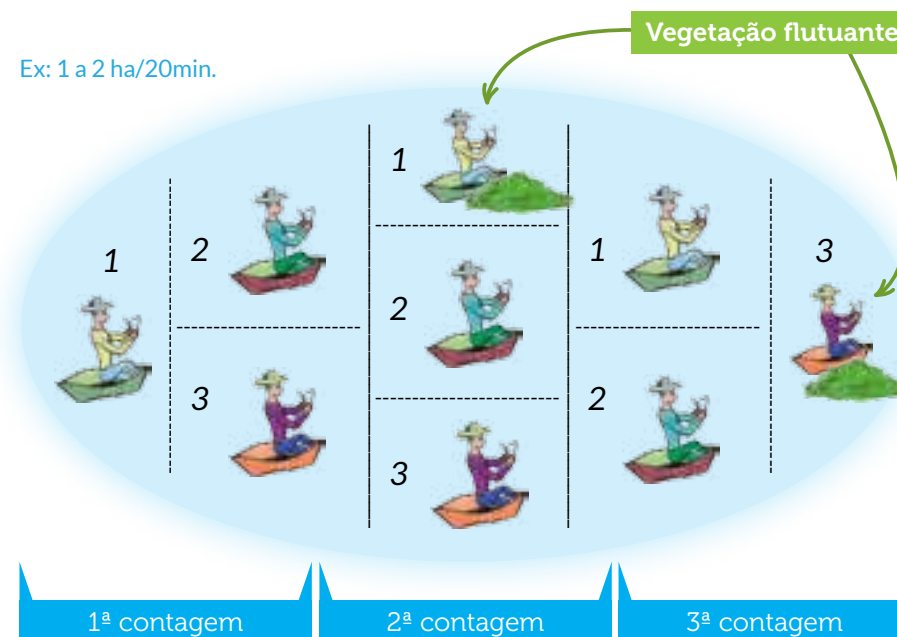 Vegetação flutuante
Ex: 1 a 2 ha/20min.
1
2
3
1
2
3
1
2
3
1ª contagem
2ª contagem
3ª contagem